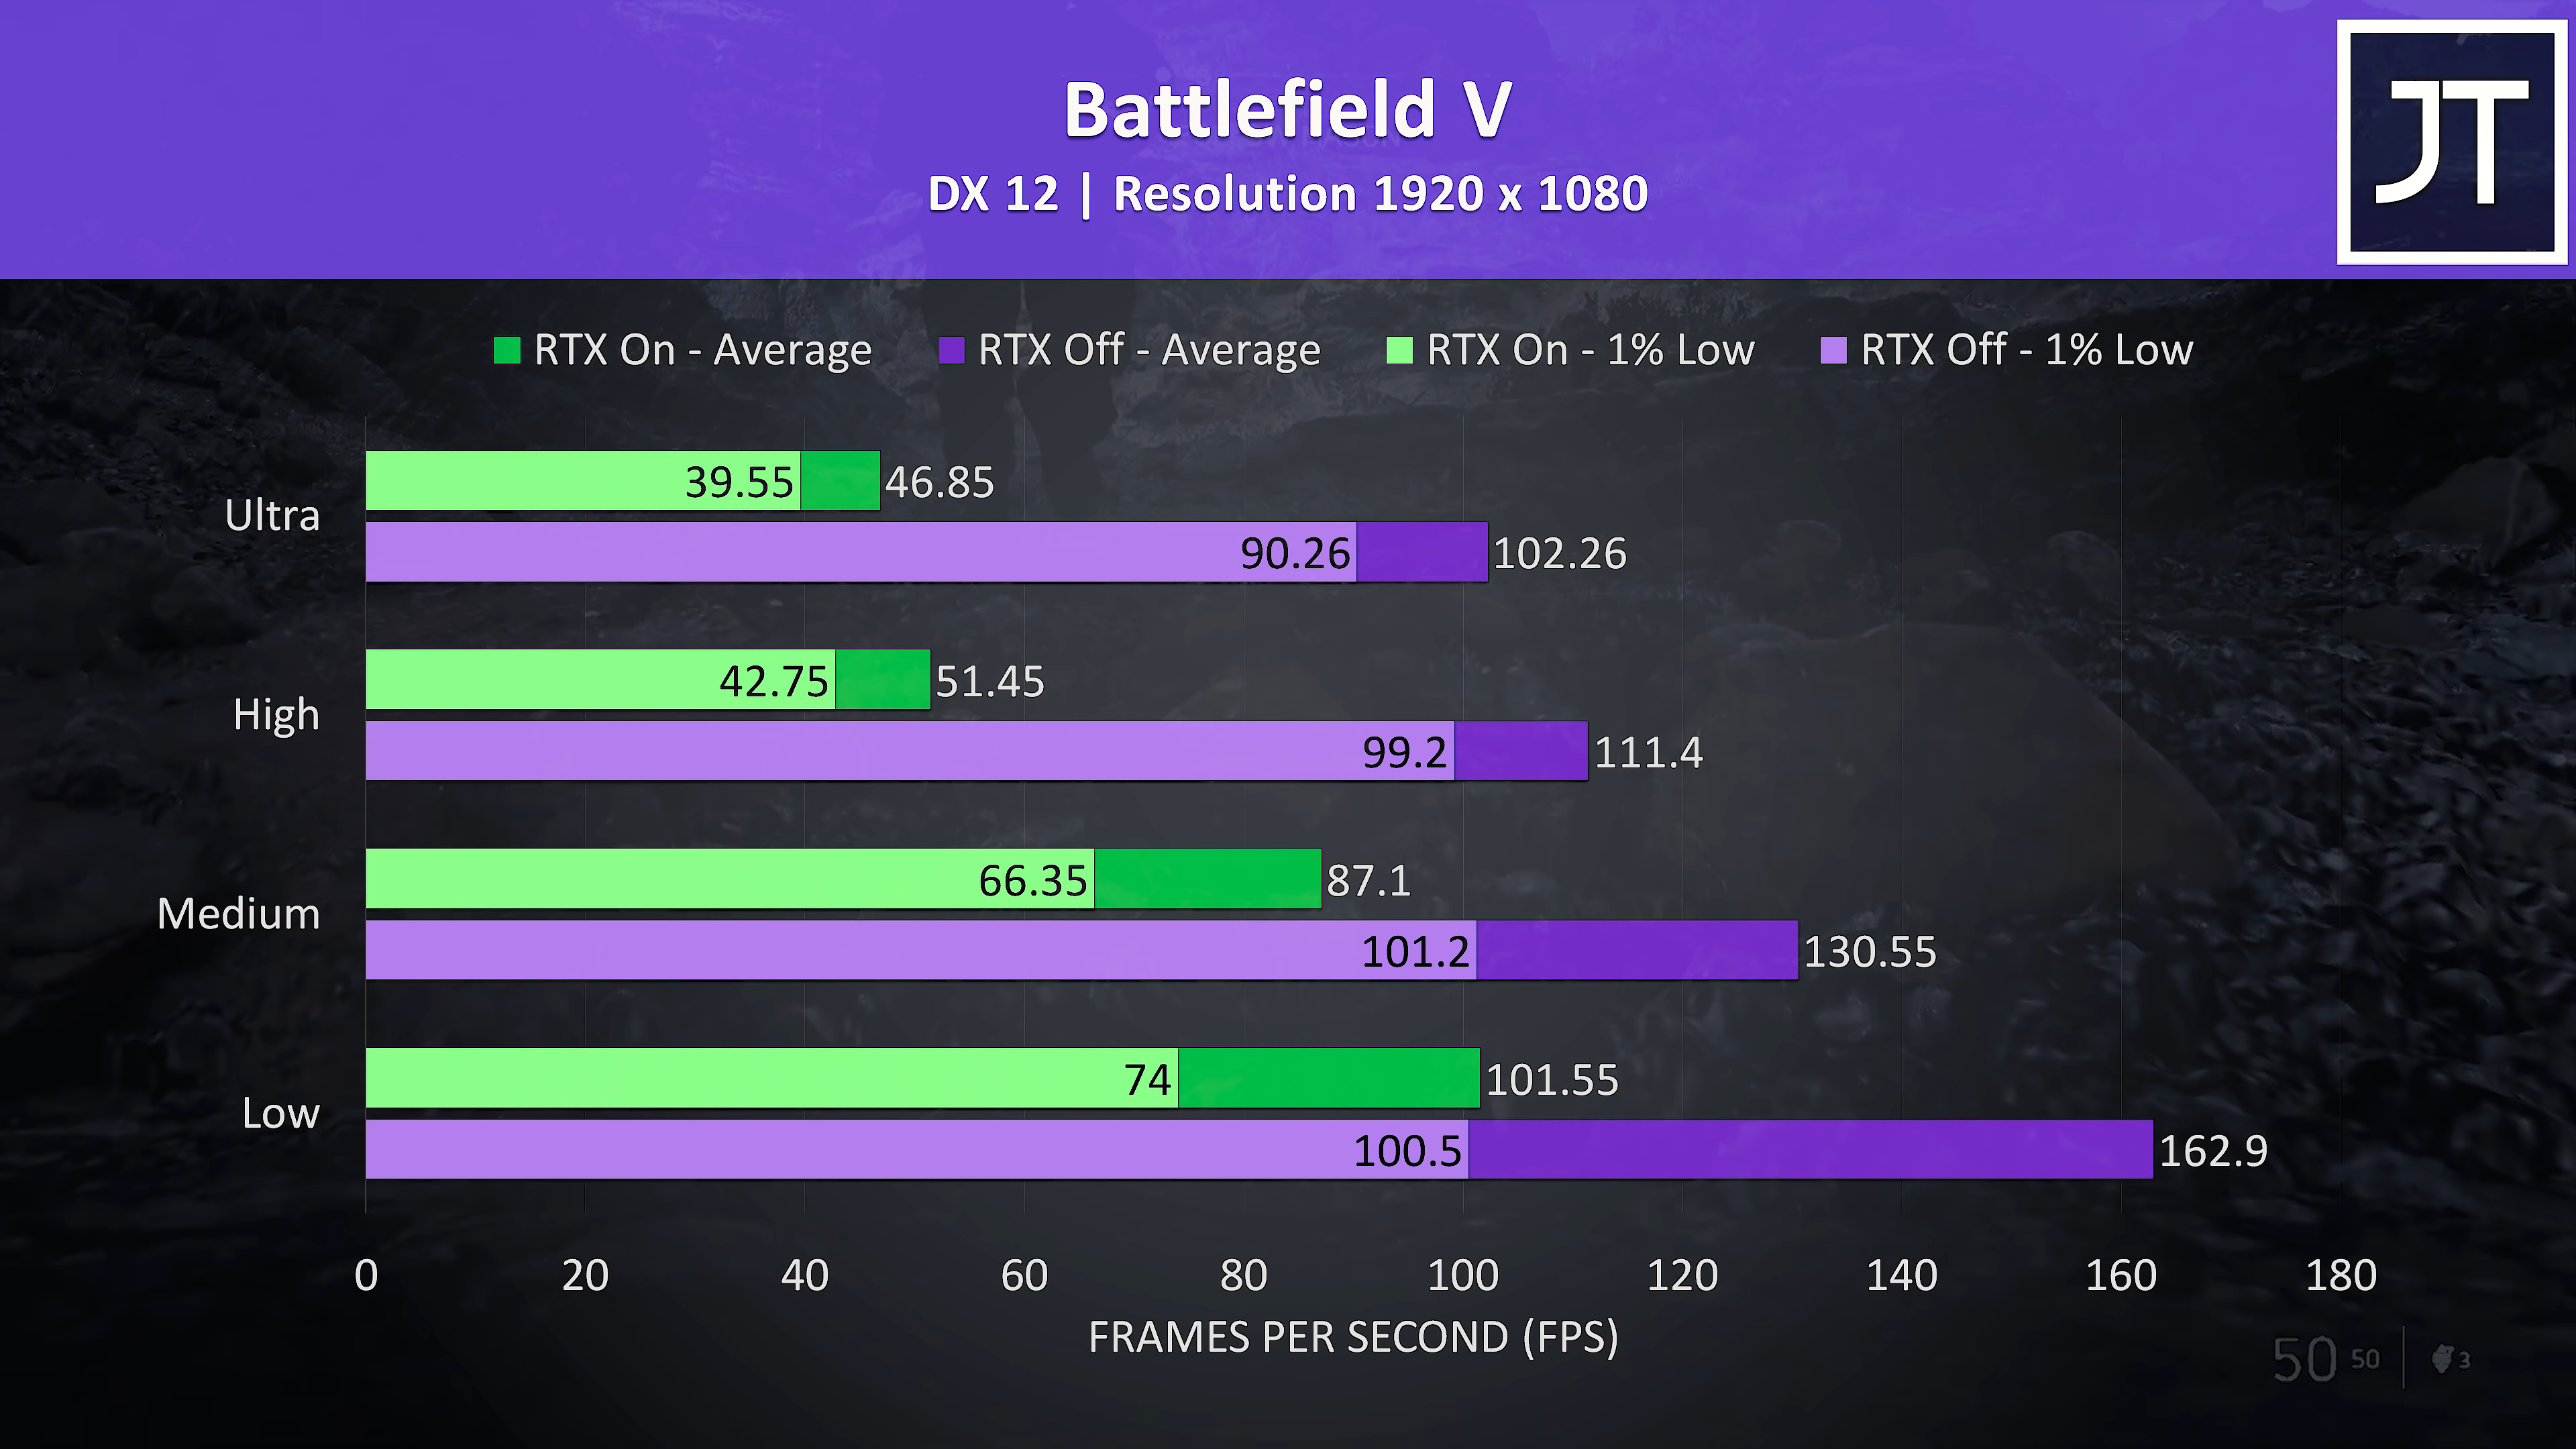 Battlefield V
DX 12 | Resolution 1920 x 1080
JT
RTX On - Average RTX Off - Average RTX On - 1% Low RTX Off - 1% Low
Ultra
39.55 46.85
90.26 102.26
High
42.75 51.45
99.2 111.4
Medium
66.35 87.1
101.2 130.55
Low
74 101.55
100.5 162.9
0 20 40 60 80 100 120 140 160 180
FRAMES PER SECOND (FPS)
50 50 | 3